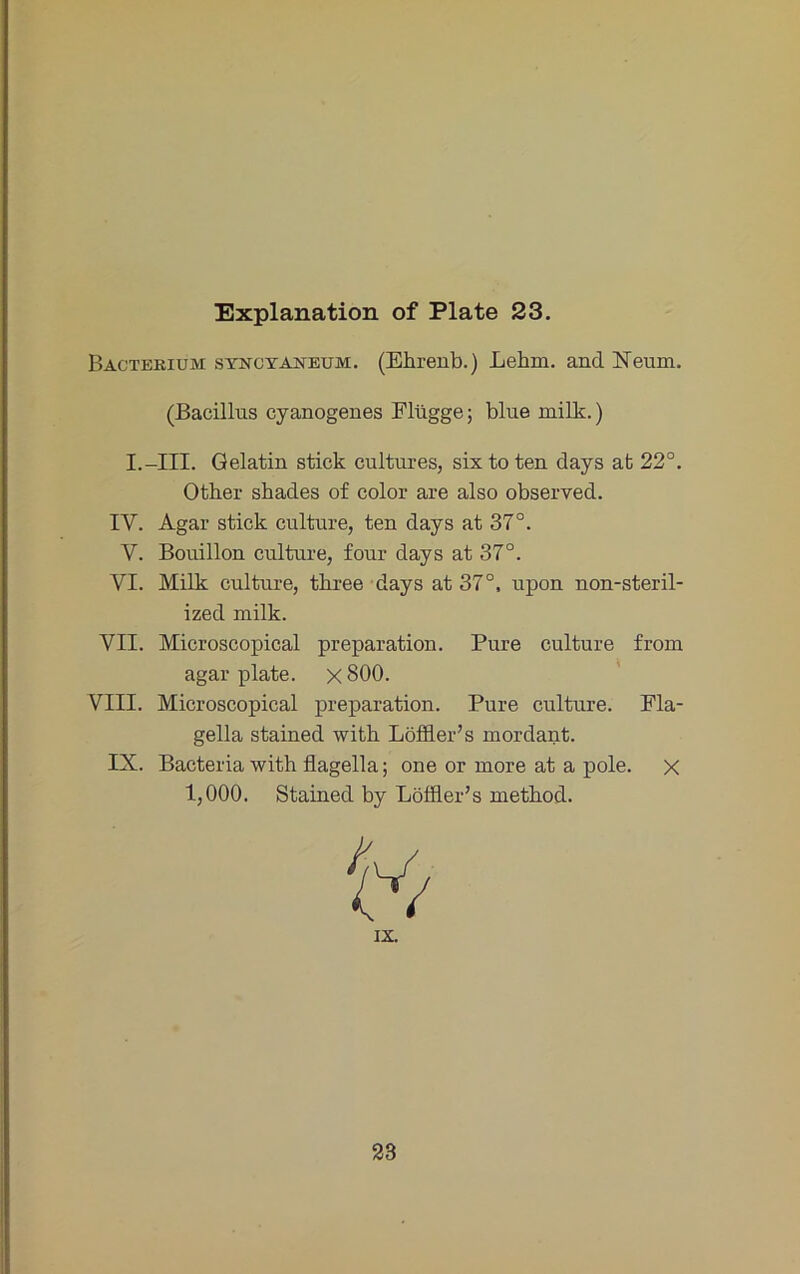 Explanation of Plate 23.
Bacterium syncyaneum. (Ehrenb.) Lehm. and Neum.
(Bacillus cyanogenes Flügge; blue milk.)
I.–III. Gelatin stick cultures, six to ten days at 22°.
Other shades of color are also observed.
IV. Agar stick culture, ten days at 37°.
V. Bouillon culture, four days at 37°.
VI. Milk culture, three days at 37°, upon non-steril-
ized milk.
VII. Microscopical preparation. Pure culture from
agar plate. ×800.
VIII. Microscopical preparation. Pure culture. Fla-
gella stained with Löffler's mordant.
IX. Bacteria with flagella; one or more at a pole. ×
1,000. Stained by Löffler's method.
IX.
23